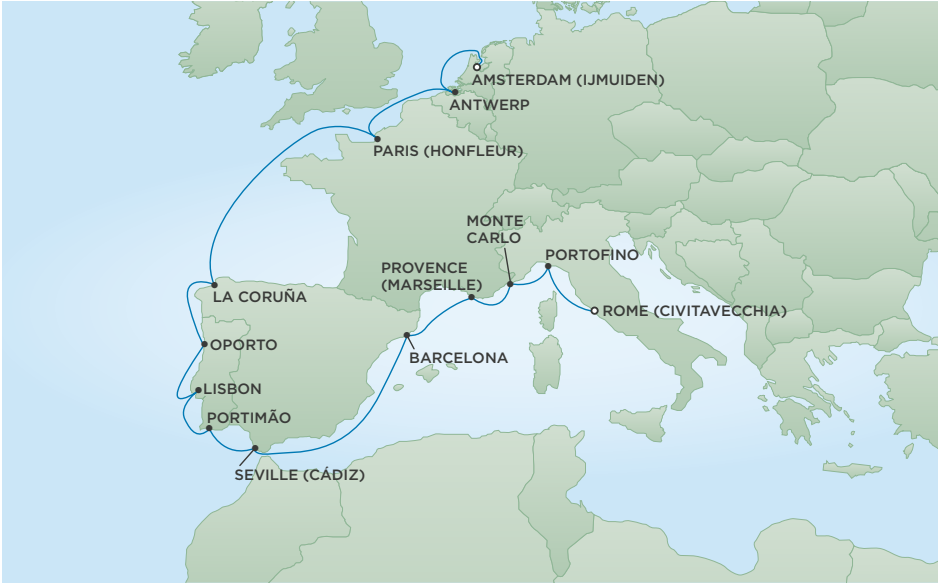 AMSTERDAM (IJMUIDEN)
ANTWERP
PARIS (HONFLEUR)
MONTE
CARLO
PORTOFINO
PROVENCE
(MARSEILLE)
LA CORUÑA
ROME (CIVITAVECCHIA)
OPORTO
BARCELONA
LISBON
PORTIMÃO
SEVILLE (CÁDIZ)